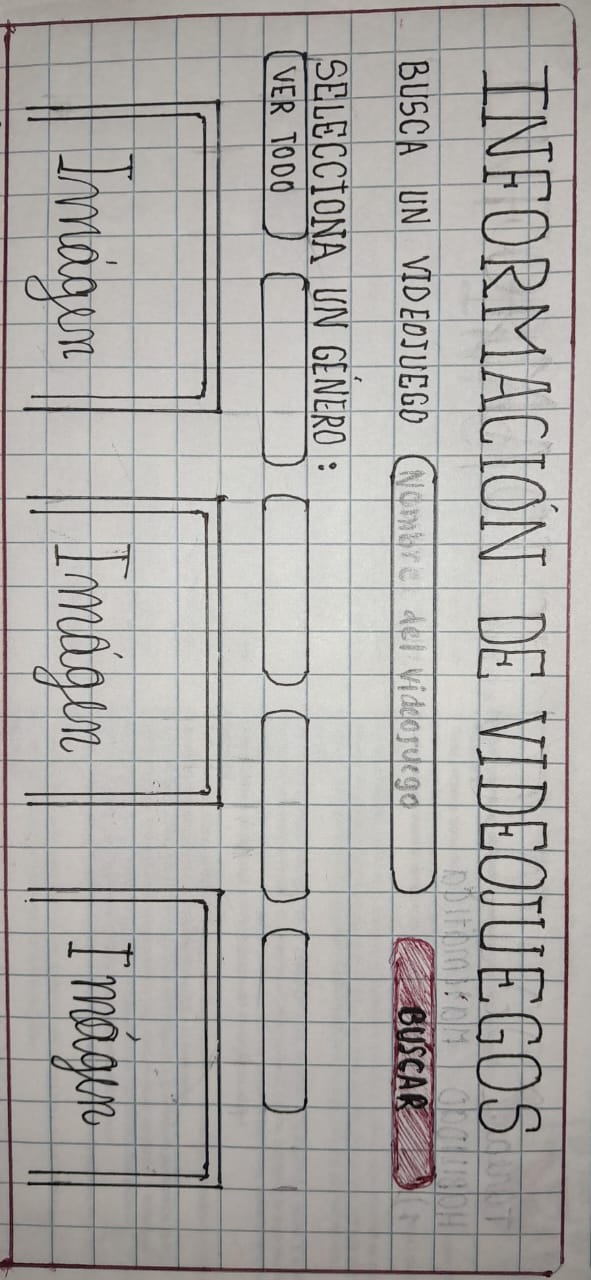 INFORMACIÓN DE VIDEOJUEGOS
BUSCA UN VIDEOJUEGO Nombre del videojuego BUSCAR
SELECCIONA UN GÉNERO:
VER TODO
Imágen Imágen Imágen